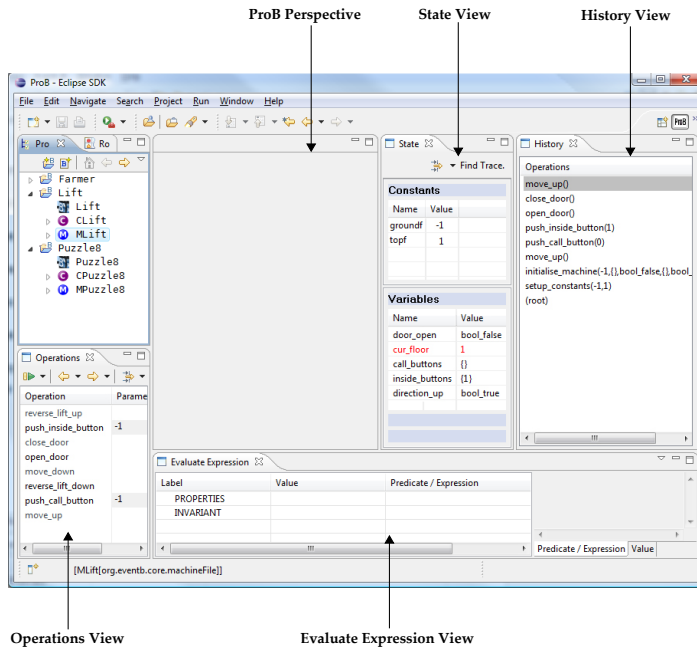 ProB Perspective
State View
History View
ProB - Eclipse SDK
File Edit Navigate Search Project Run Window Help
ProB
Pro
Ro
Farmer
Lift
Lift
CLift
MLift
Puzzle8
Puzzle8
CPuzzle8
MPuzzle8
State
Find Trace.
Constants
Name Value
groundf -1
topf 1
Variables
Name Value
door_open bool_false
cur_floor 1
call_buttons {}
inside_buttons {1}
direction_up bool_true
History
Operations
move_up()
close_door()
open_door()
push_inside_button(1)
push_call_button(0)
move_up()
initialise_machine(-1,{},bool_false,{},bool_
setup_constants(-1,1)
(root)
Operations
Operation Parame
reverse_lift_up
push_inside_button -1
close_door
open_door
move_down
reverse_lift_down
push_call_button -1
move_up
Evaluate Expression
Label Value Predicate / Expression
PROPERTIES
INVARIANT
Predicate / Expression Value
[MLift[org.eventb.core.machineFile]]
Operations View
Evaluate Expression View